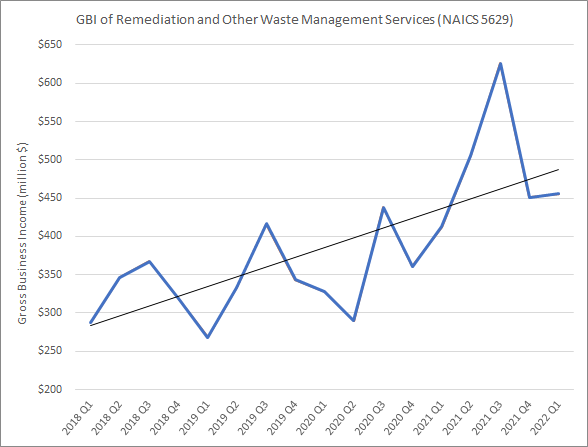 GBI of Remediation and Other Waste Management Services (NAICS 5629)
Gross Business Income (million $)
$650
$600
$550
$500
$450
$400
$350
$300
$250
$200
2018 Q1
2018 Q2
2018 Q3
2018 Q4
2019 Q1
2019 Q2
2019 Q3
2019 Q4
2020 Q1
2020 Q2
2020 Q3
2020 Q4
2021 Q1
2021 Q2
2021 Q3
2021 Q4
2022 Q1